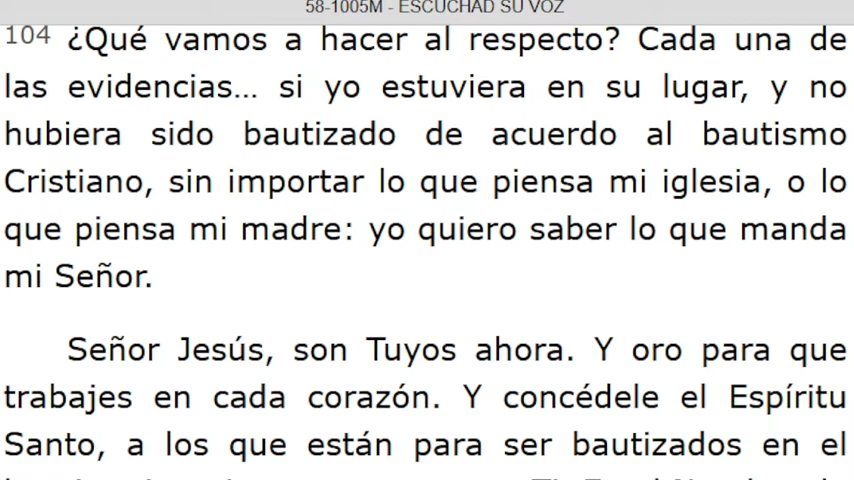 58-1005M - ESCUCHAD SU VOZ
104 ¿Qué vamos a hacer al respecto? Cada una de
las evidencias... si yo estuviera en su lugar, y no
hubiera sido bautizado de acuerdo al bautismo
Cristiano, sin importar lo que piensa mi iglesia, o lo
que piensa mi madre: yo quiero saber lo que manda
mi Señor.
Señor Jesús, son Tuyos ahora. Y oro para que
trabajes en cada corazón. Y concédele el Espíritu
Santo, a los que están para ser bautizados en el